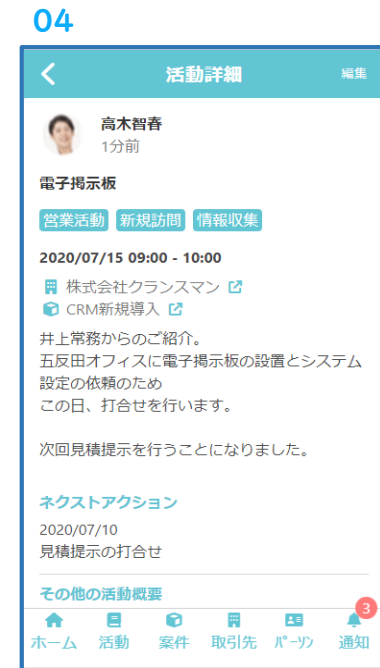 04
活動詳細
編集
高木智春
1分前
電子掲示板
営業活動 新規訪問 情報収集
2020/07/15 09:00 - 10:00
株式会社クランスマン
CRM新規導入
井上常務からのご紹介。
五反田オフィスに電子掲示板の設置とシステム
設定の依頼のため
この日、打合せを行います。
次回見積提示を行うことになりました。
ネクストアクション
2020/07/10
見積提示の打合せ
その他の活動概要
3
ホーム 活動 案件 取引先 パーソン 通知